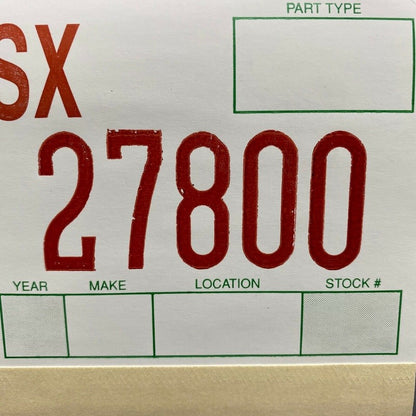 PART TYPE
SX
27800
YEAR MAKE LOCATION STOCK #